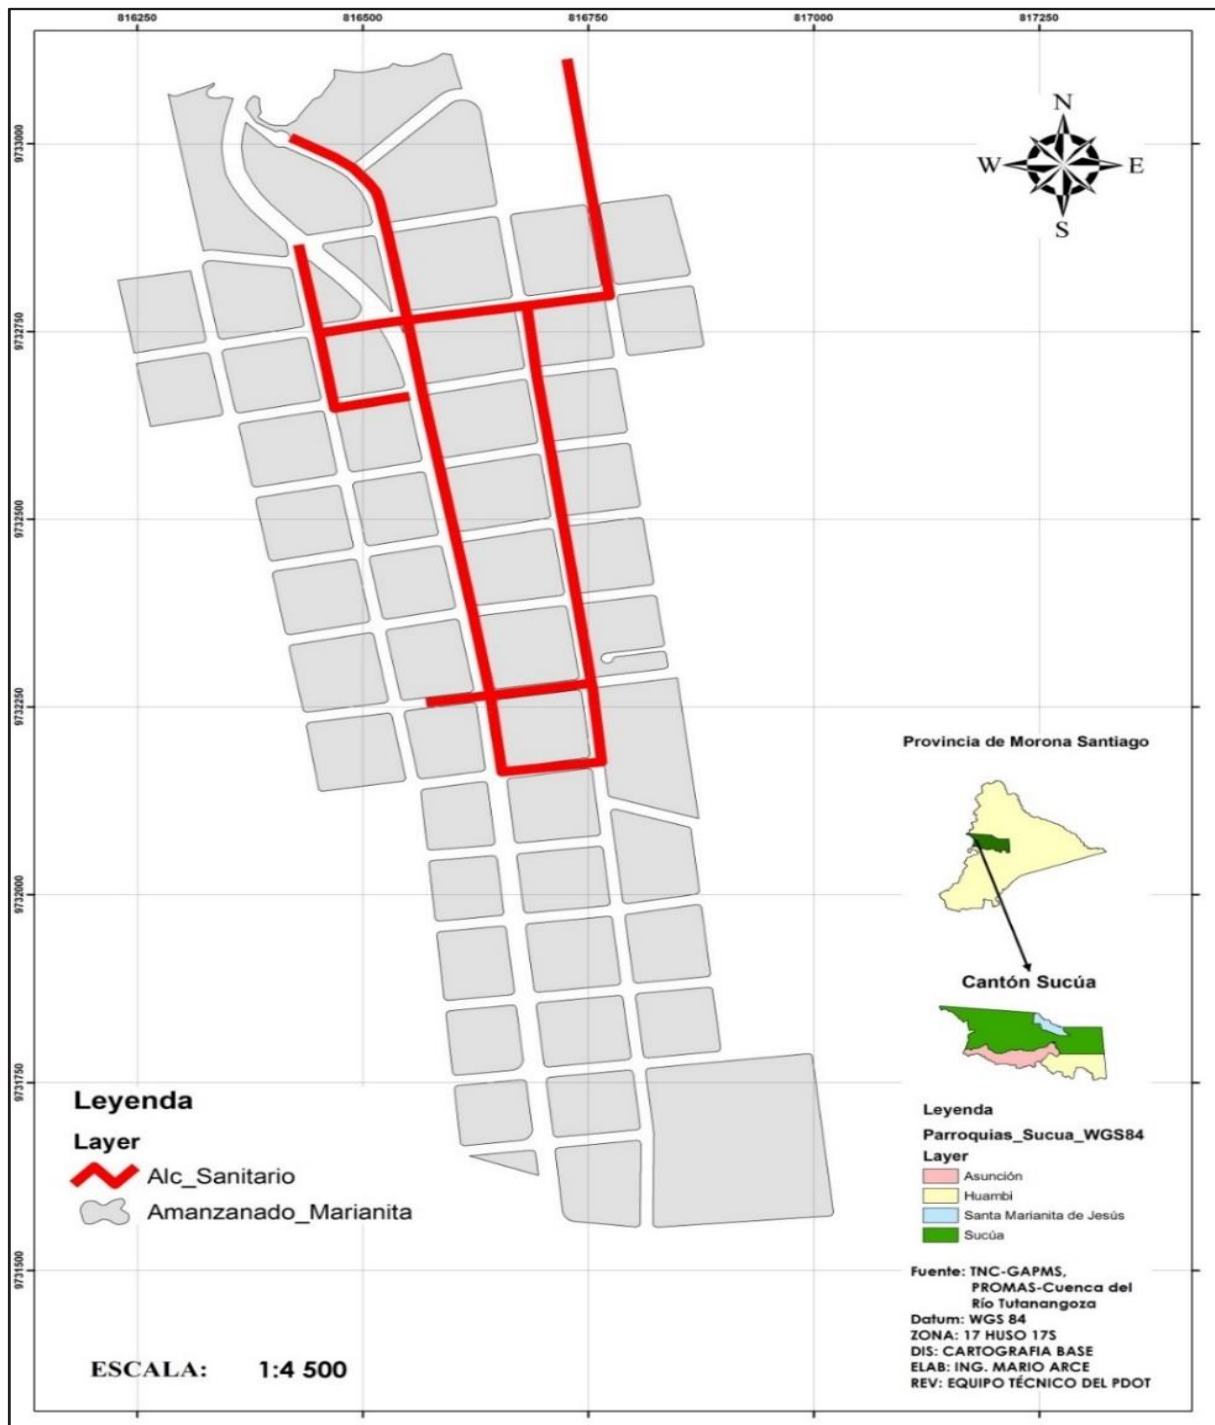 816250
816500
816750
817000
817250
9733000
9732750
9732500
9732250
9732000
9731750
9731500
N
W
E
S
Provincia de Morona Santiago
Cantón Sucúa
Leyenda
Layer
Alc_Sanitario
Amanzanado_Marianita
ESCALA: 1:4 500
Leyenda
Parroquias_Sucua_WGS84
Layer
Asunción
Huambi
Santa Marianita de Jesús
Sucúa
Fuente: TNC-GAPMS,
PROMAS-Cuenca del
Río Tutanangoza
Datum: WGS 84
ZONA: 17 HUSO 17S
DIS: CARTOGRAFIA BASE
ELAB: ING. MARIO ARCE
REV: EQUIPO TÉCNICO DEL PDOT